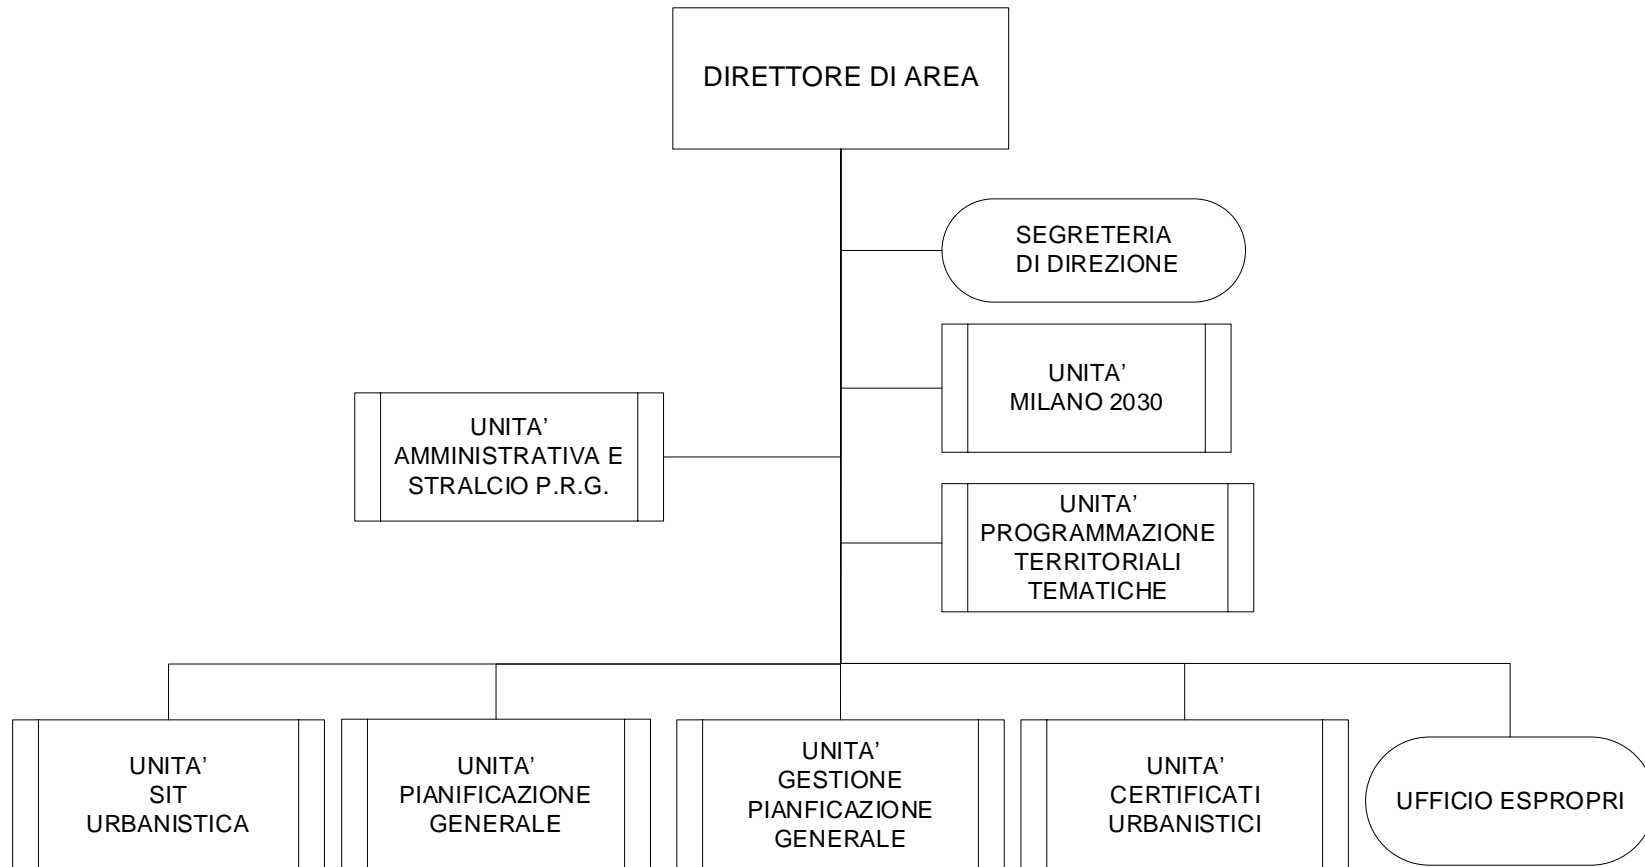 DIRETTORE DI AREA
SEGRETERIA
DI DIREZIONE
UNITA’
MILANO 2030
UNITA’
AMMINISTRATIVA E
STRALCIO P.R.G.
UNITA’
PROGRAMMAZIONE
TERRITORIALI
TEMATICHE
UNITA’
SIT
URBANISTICA
UNITA’
PIANIFICAZIONE
GENERALE
UNITA’
GESTIONE
PIANFICAZIONE
GENERALE
UNITA’
CERTIFICATI
URBANISTICI
UFFICIO ESPROPRI